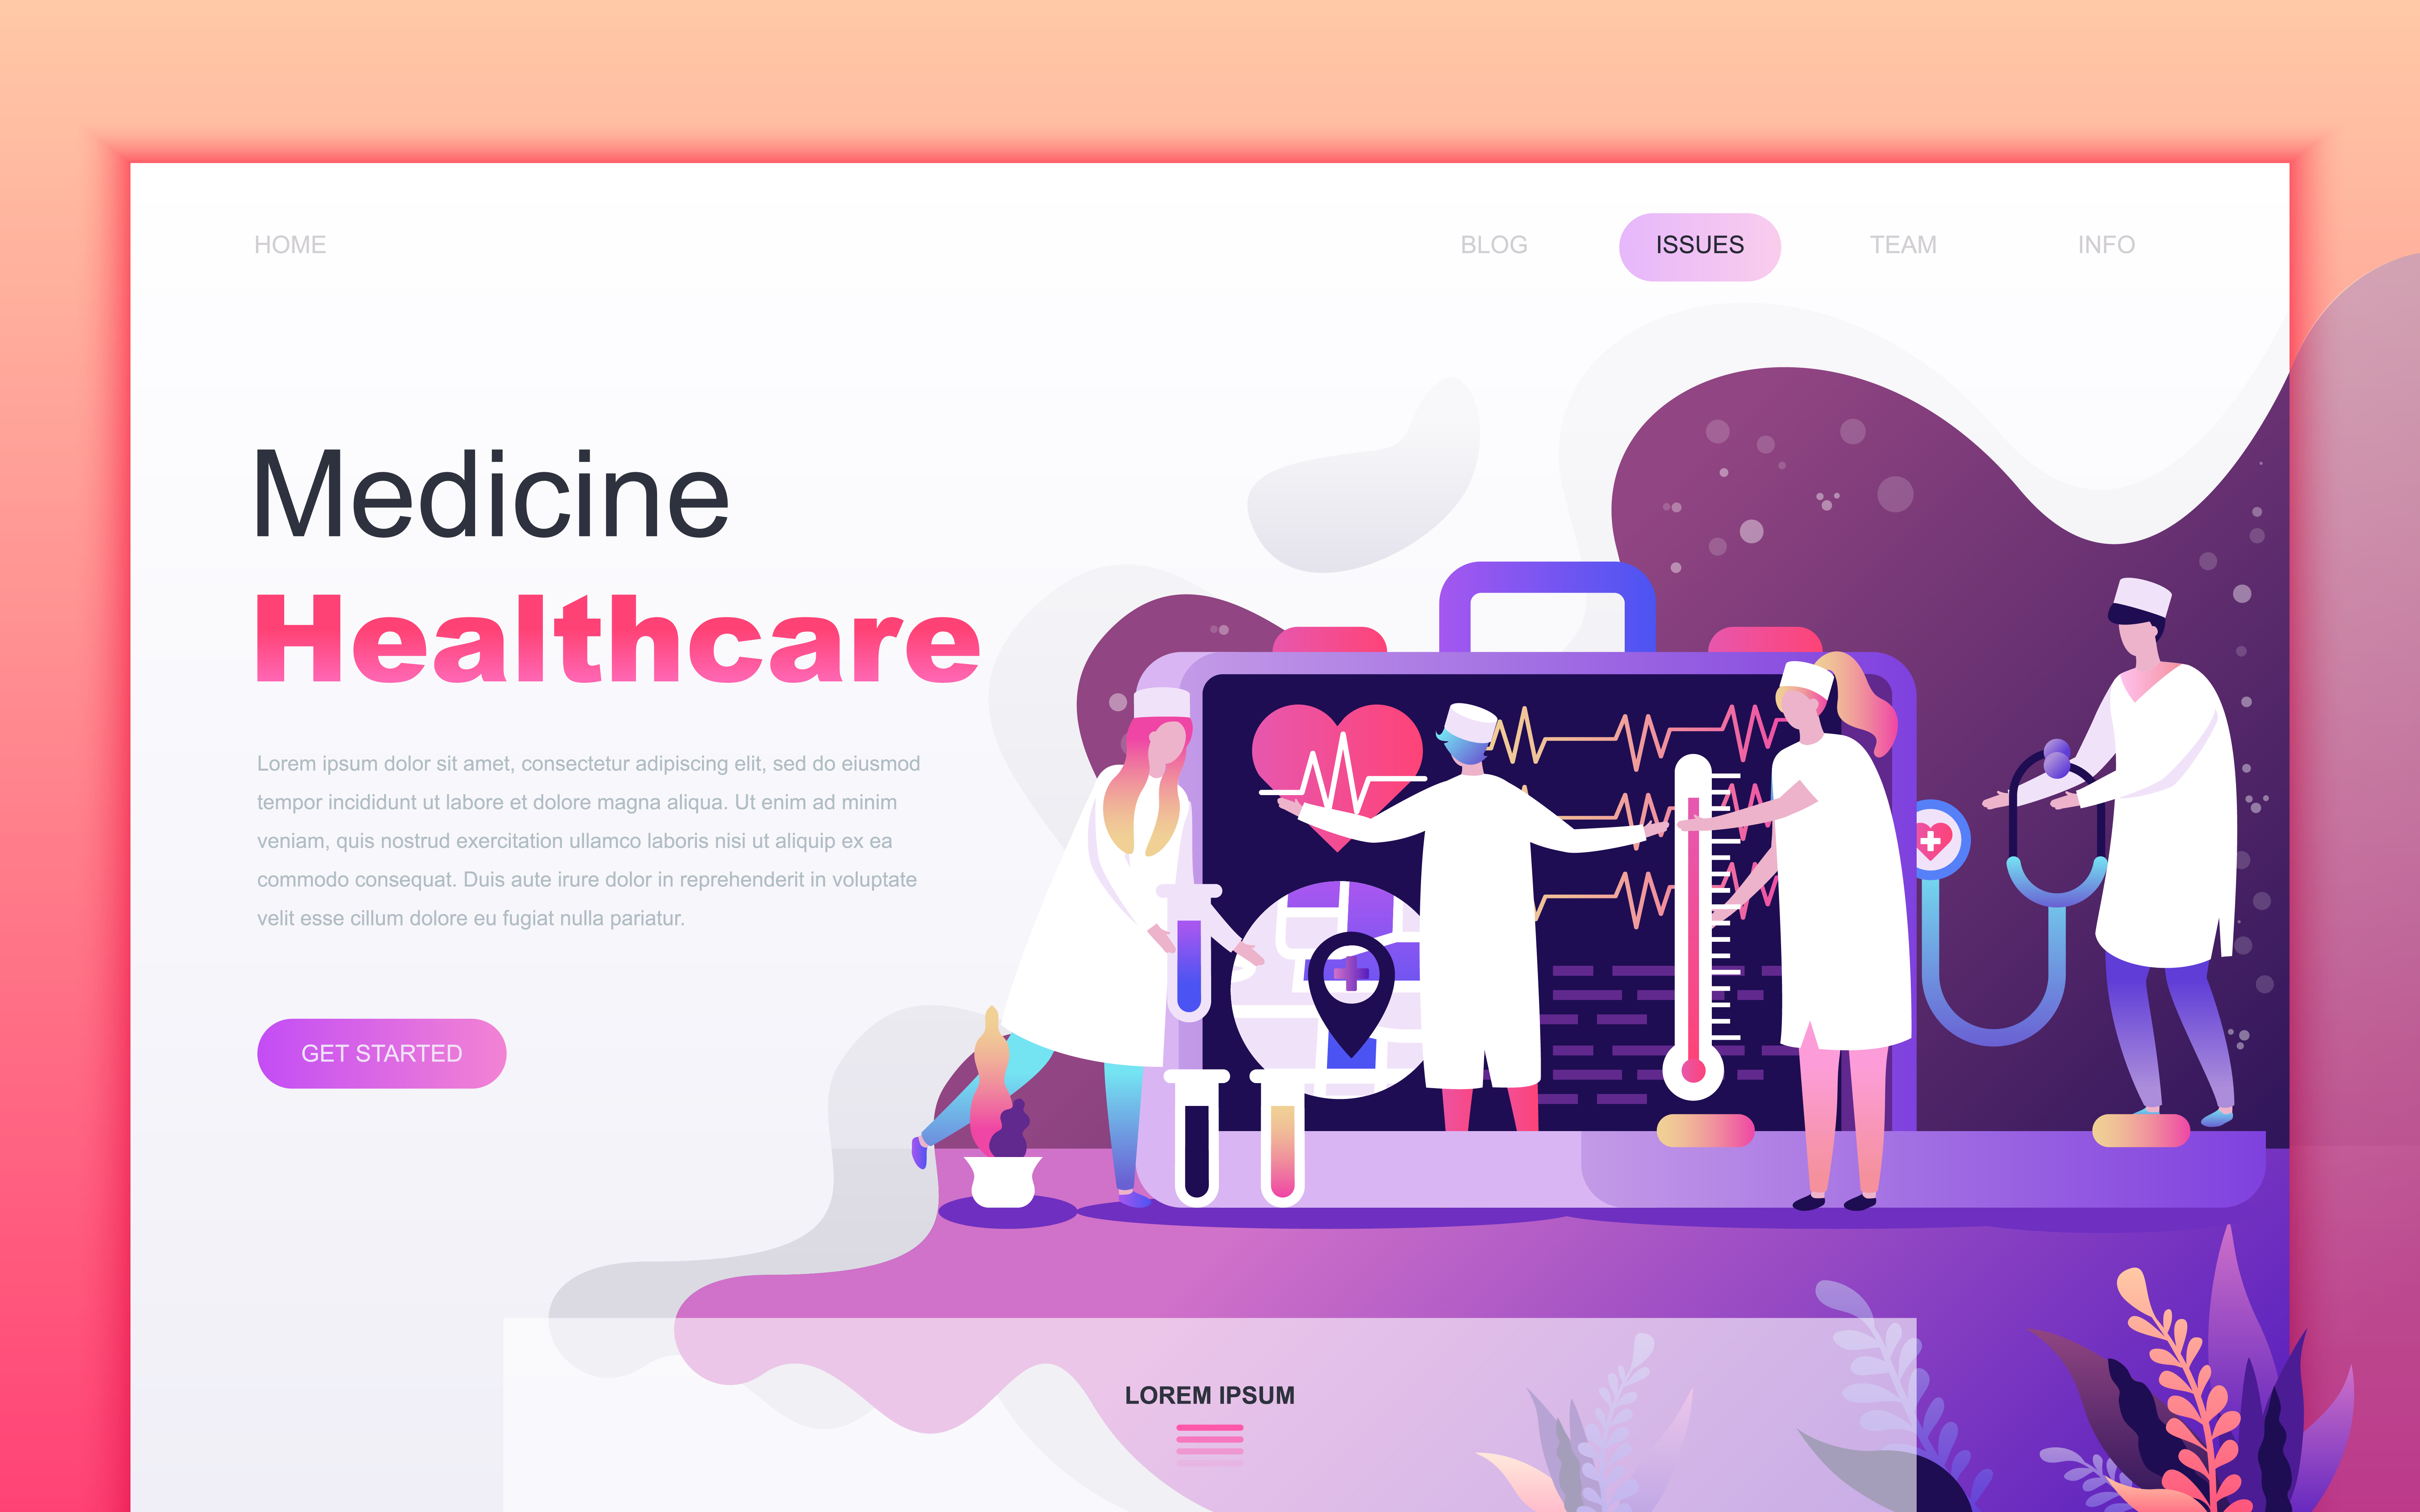 HOME
BLOG
ISSUES
TEAM
INFO
Medicine
Healthcare
Lorem ipsum dolor sit amet, consectetur adipiscing elit, sed do eiusmod
tempor incididunt ut labore et dolore magna aliqua. Ut enim ad minim
veniam, quis nostrud exercitation ullamco laboris nisi ut aliquip ex ea
commodo consequat. Duis aute irure dolor in reprehenderit in voluptate
velit esse cillum dolore eu fugiat nulla pariatur.
GET STARTED
LOREM IPSUM